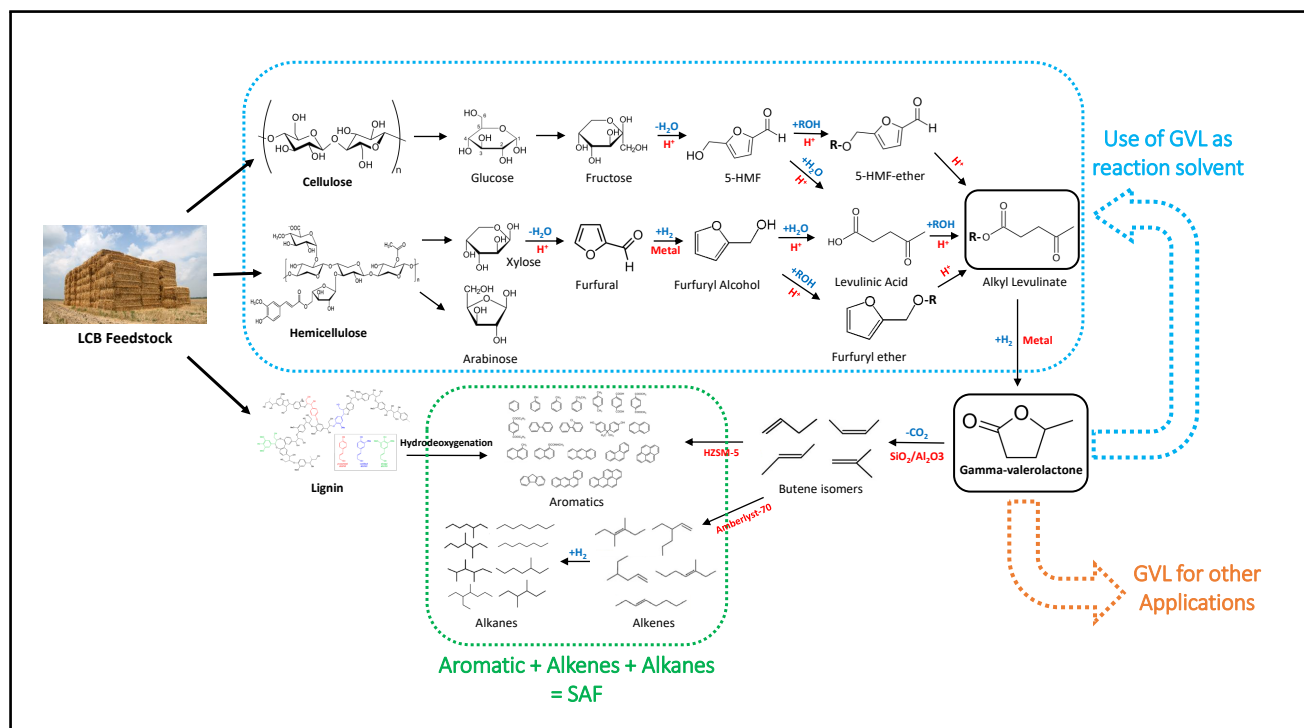 Cellulose
Glucose
Fructose
-H₂O
H⁺
5-HMF
+ROH
H⁺
5-HMF-ether
H⁺
+H₂O
H⁺
Use of GVL as
reaction solvent
LCB Feedstock
Hemicellulose
Xylose
-H₂O
H⁺
Furfural
+H₂
Metal
Furfuryl Alcohol
+H₂O
H⁺
Levulinic Acid
+ROH
H⁺
Alkyl Levulinate
+ROH
H⁺
Furfuryl ether
H⁺
Arabinose
+H₂
Metal
Lignin
Hydrodeoxygenation
Aromatics
HZSM-5
Butene isomers
-CO₂
SiO₂/Al₂O3
Gamma-valerolactone
Amberlyst-70
Alkanes
+H₂
Alkenes
GVL for other
Applications
Aromatic + Alkenes + Alkanes
= SAF